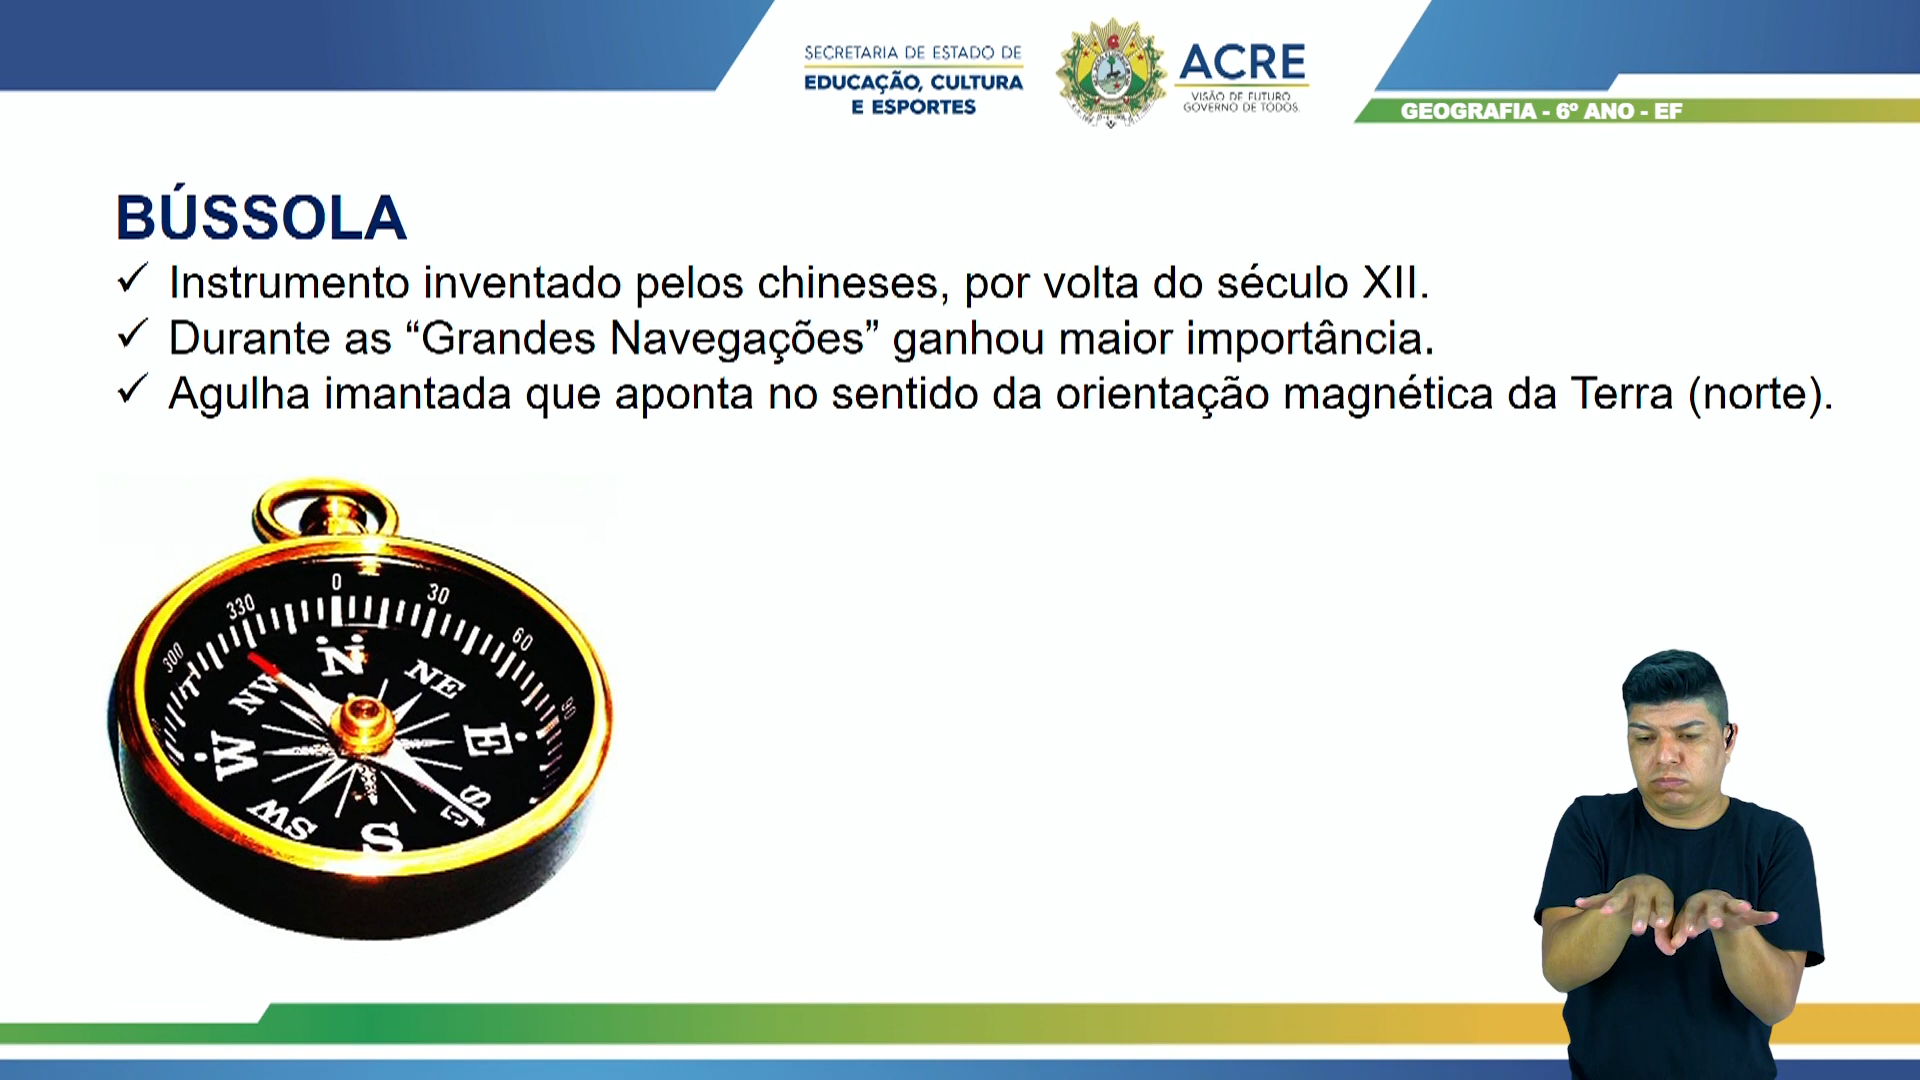 SECRETARIA DE ESTADO DE
EDUCAÇÃO, CULTURA
E ESPORTES
ACRE
VISÃO DE FUTURO
GOVERNO DE TODOS.
GEOGRAFIA - 6º ANO - EF
BÚSSOLA
✓ Instrumento inventado pelos chineses, por volta do século XII.
✓ Durante as “Grandes Navegações” ganhou maior importância.
✓ Agulha imantada que aponta no sentido da orientação magnética da Terra (norte).
0
330 30
300 60
90
N
NW NE
W E
SW
S